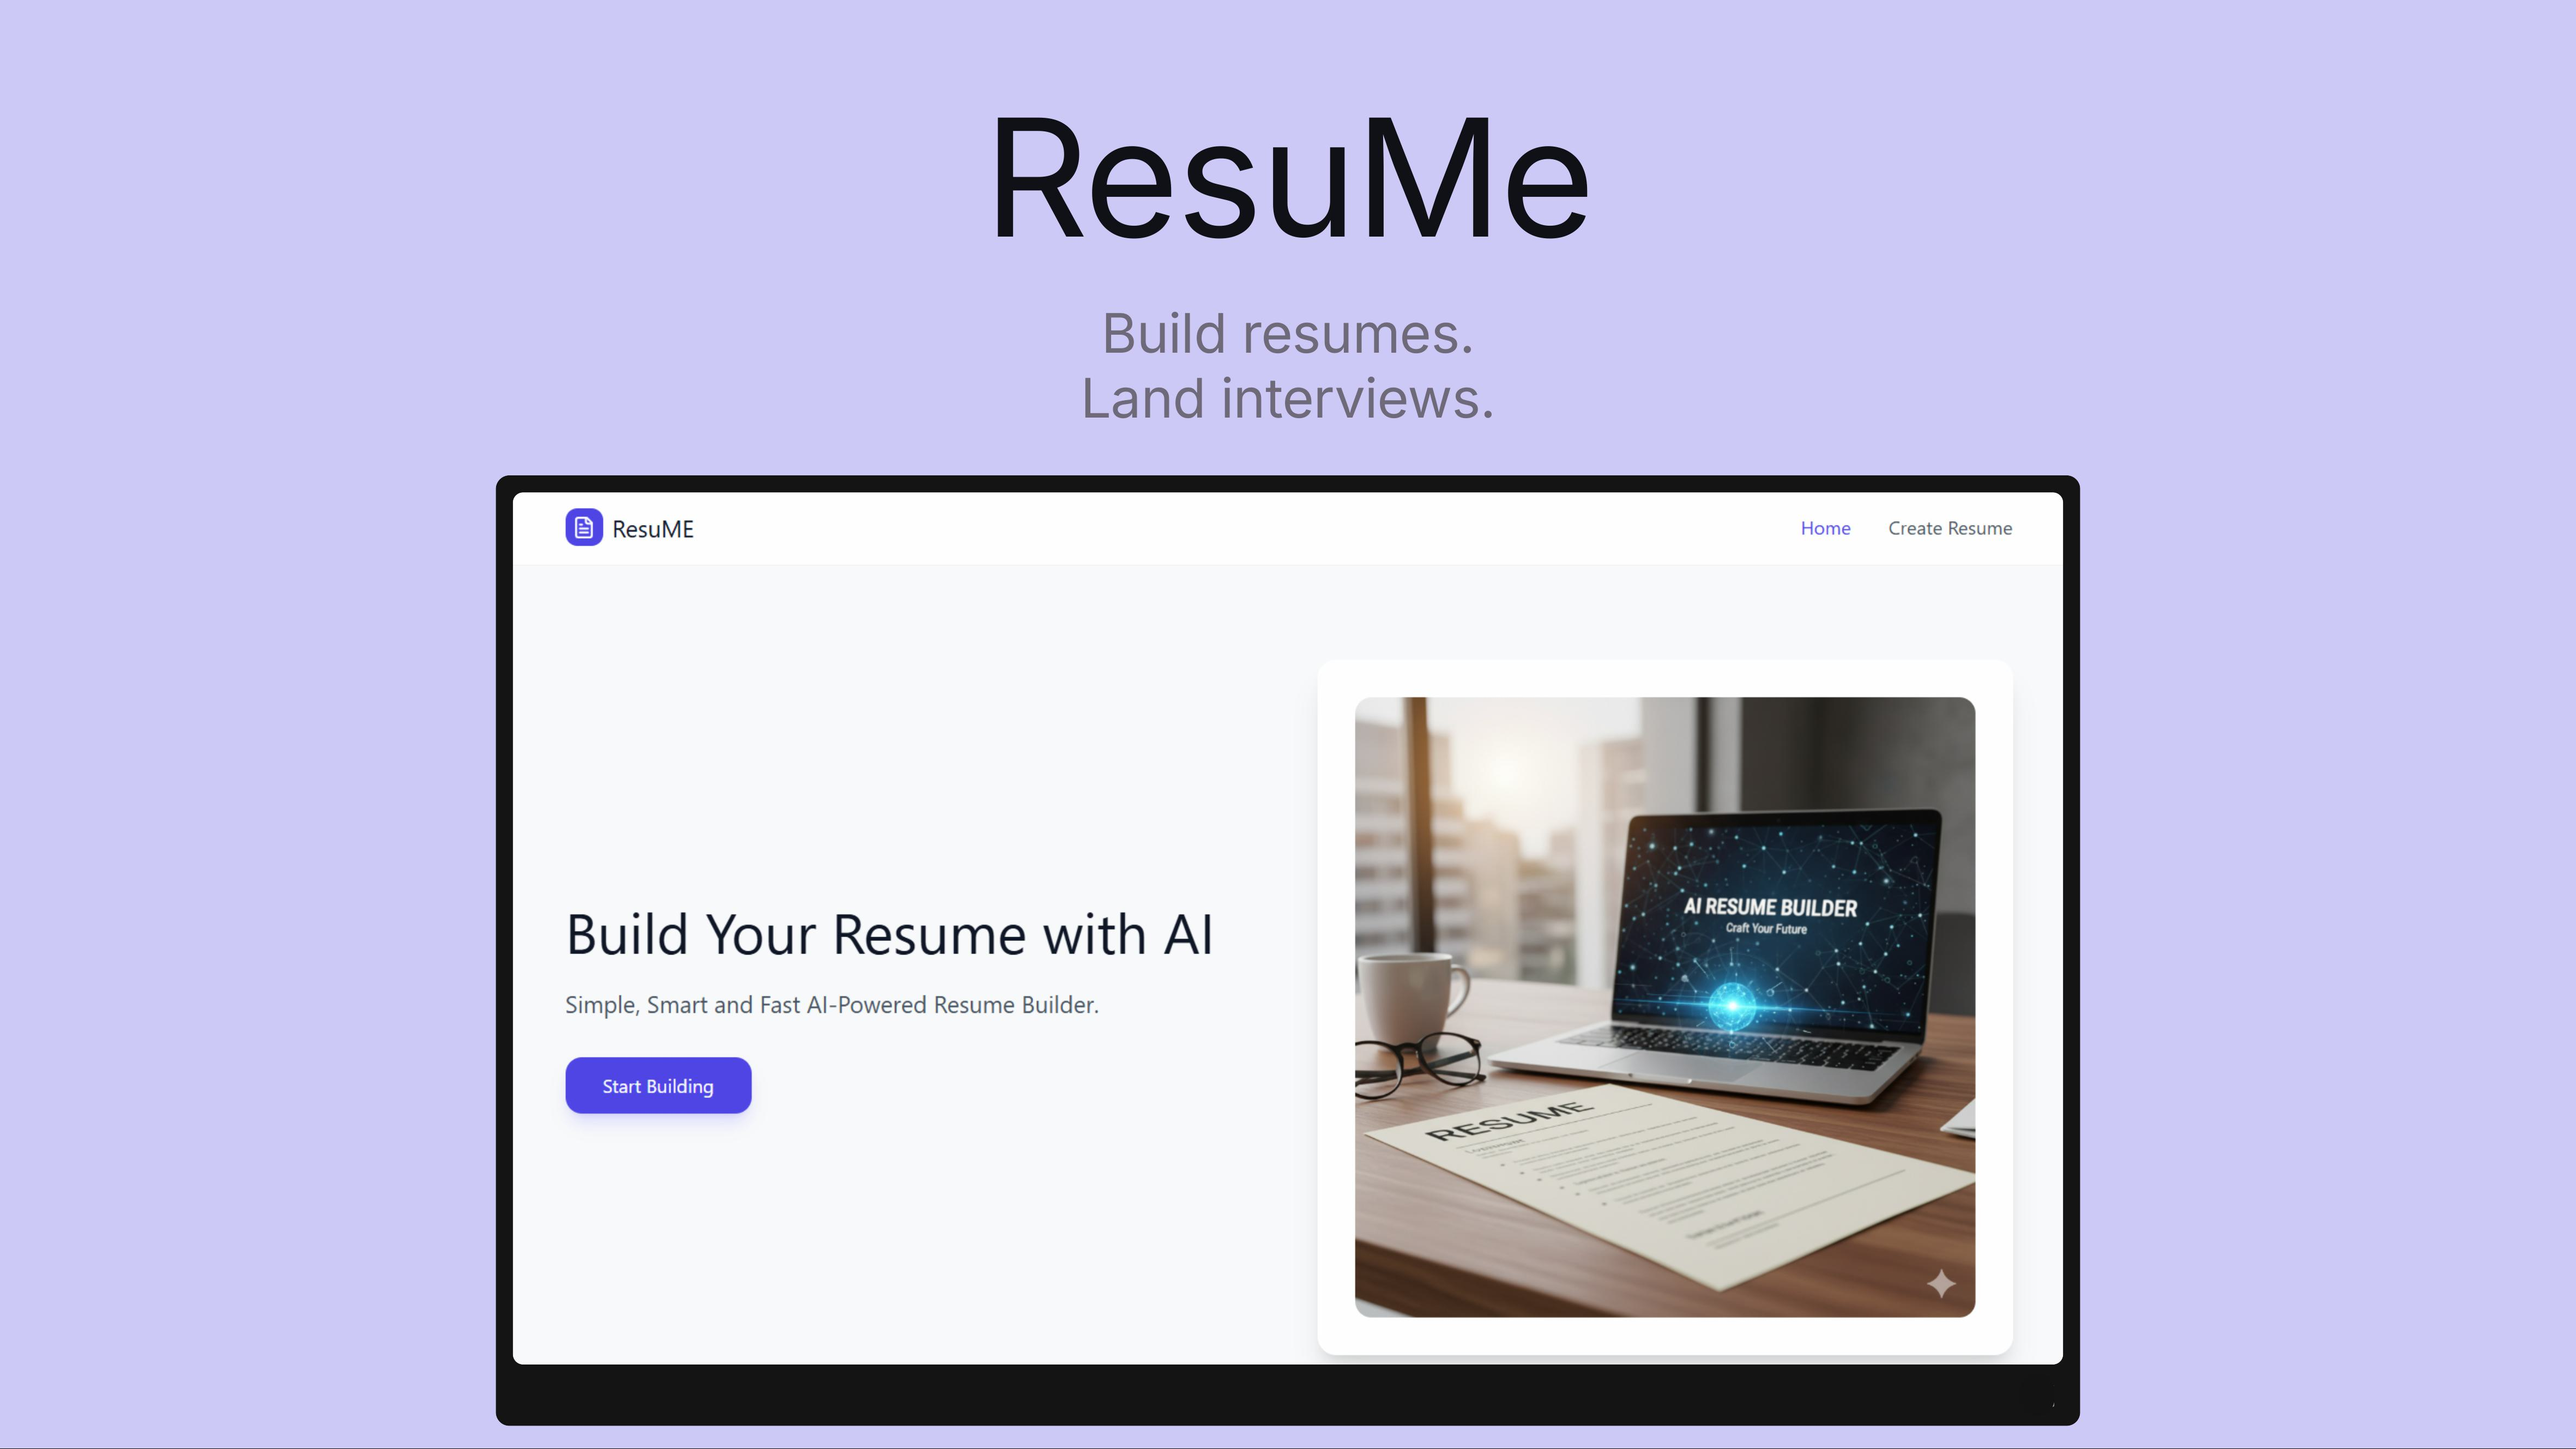 ResuMe
Build resumes.
Land interviews.
ResuME
Home
Create Resume
Build Your Resume with AI
Simple, Smart and Fast AI-Powered Resume Builder.
Start Building
AI RESUME BUILDER
Craft Your Future
RESUME